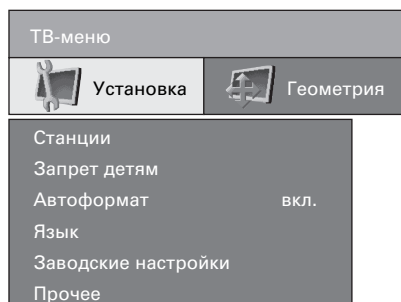 ТВ-меню
Установка Геометрия
Станции
Запрет детям
Автоформат вкл.
Язык
Заводские настройки
Прочее